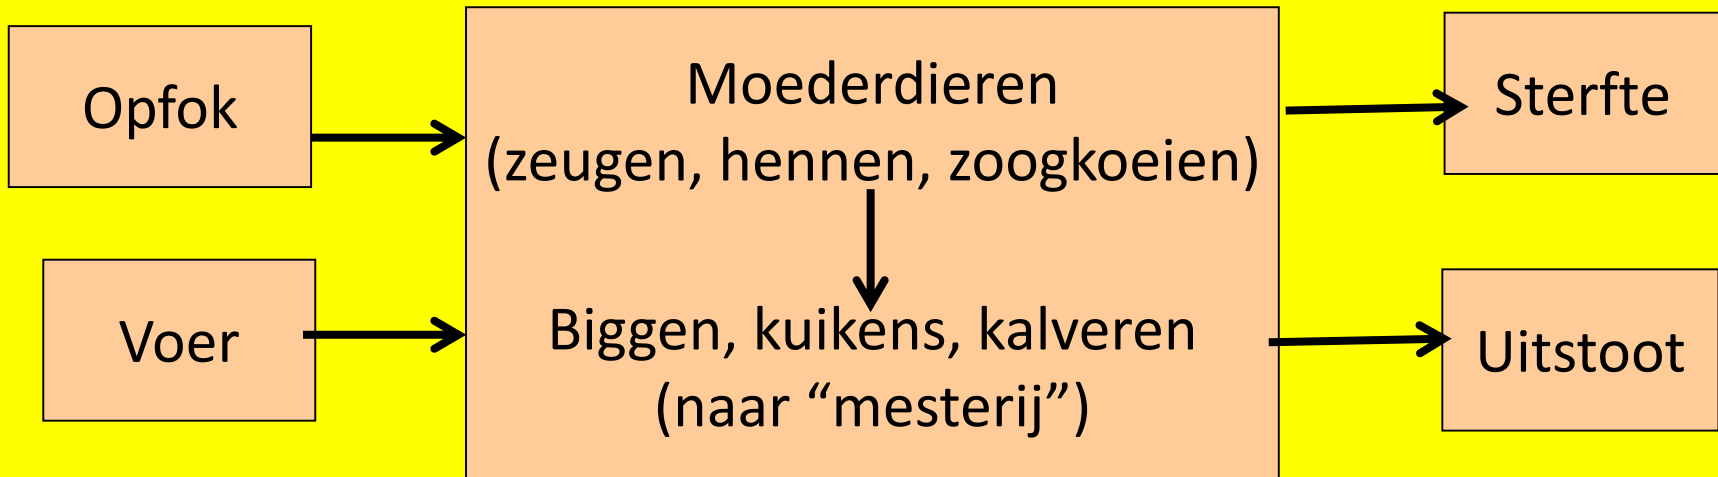 Opfok
Voer
Moederdieren
(zeugen, hennen, zoogkoeien)
Biggen, kuikens, kalveren
(naar “mesterij”)
Sterfte
Uitstoot